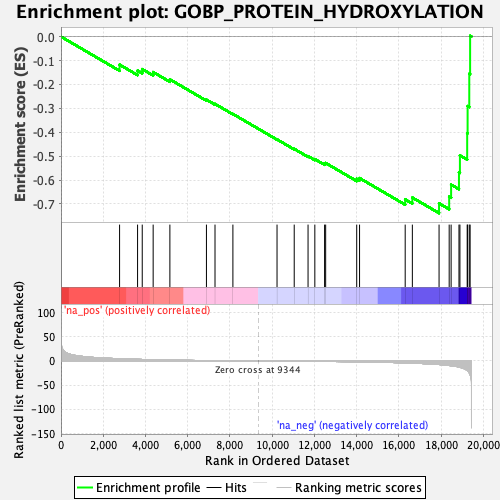 Enrichment plot: GOBP_PROTEIN_HYDROXYLATION
Enrichment score (ES)
0.0
-0.1
-0.2
-0.3
-0.4
-0.5
-0.6
-0.7
'na_pos' (positively correlated)
Ranked list metric (PreRanked)
100
50
0
-50
-100
-150
Zero cross at 9344
'na_neg' (negatively correlated)
0 2,000 4,000 6,000 8,000 10,000 12,000 14,000 16,000 18,000 20,000
Rank in Ordered Dataset
Enrichment profile Hits Ranking metric scores